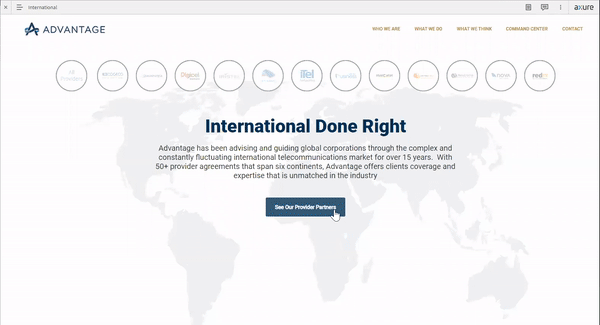 International
axure
ADVANTAGE
WHO WE ARE
WHAT WE DO
WHAT WE THINK
COMMAND CENTER
CONTACT
Digicel
iTel
International Done Right
Advantage has been advising and guiding global corporations through the complex and
constantly fluctuating international telecommunications market for over 15 years. With
50+ provider agreements that span six continents, Advantage offers clients coverage and
expertise that is unmatched in the industry
See Our Provider Partners